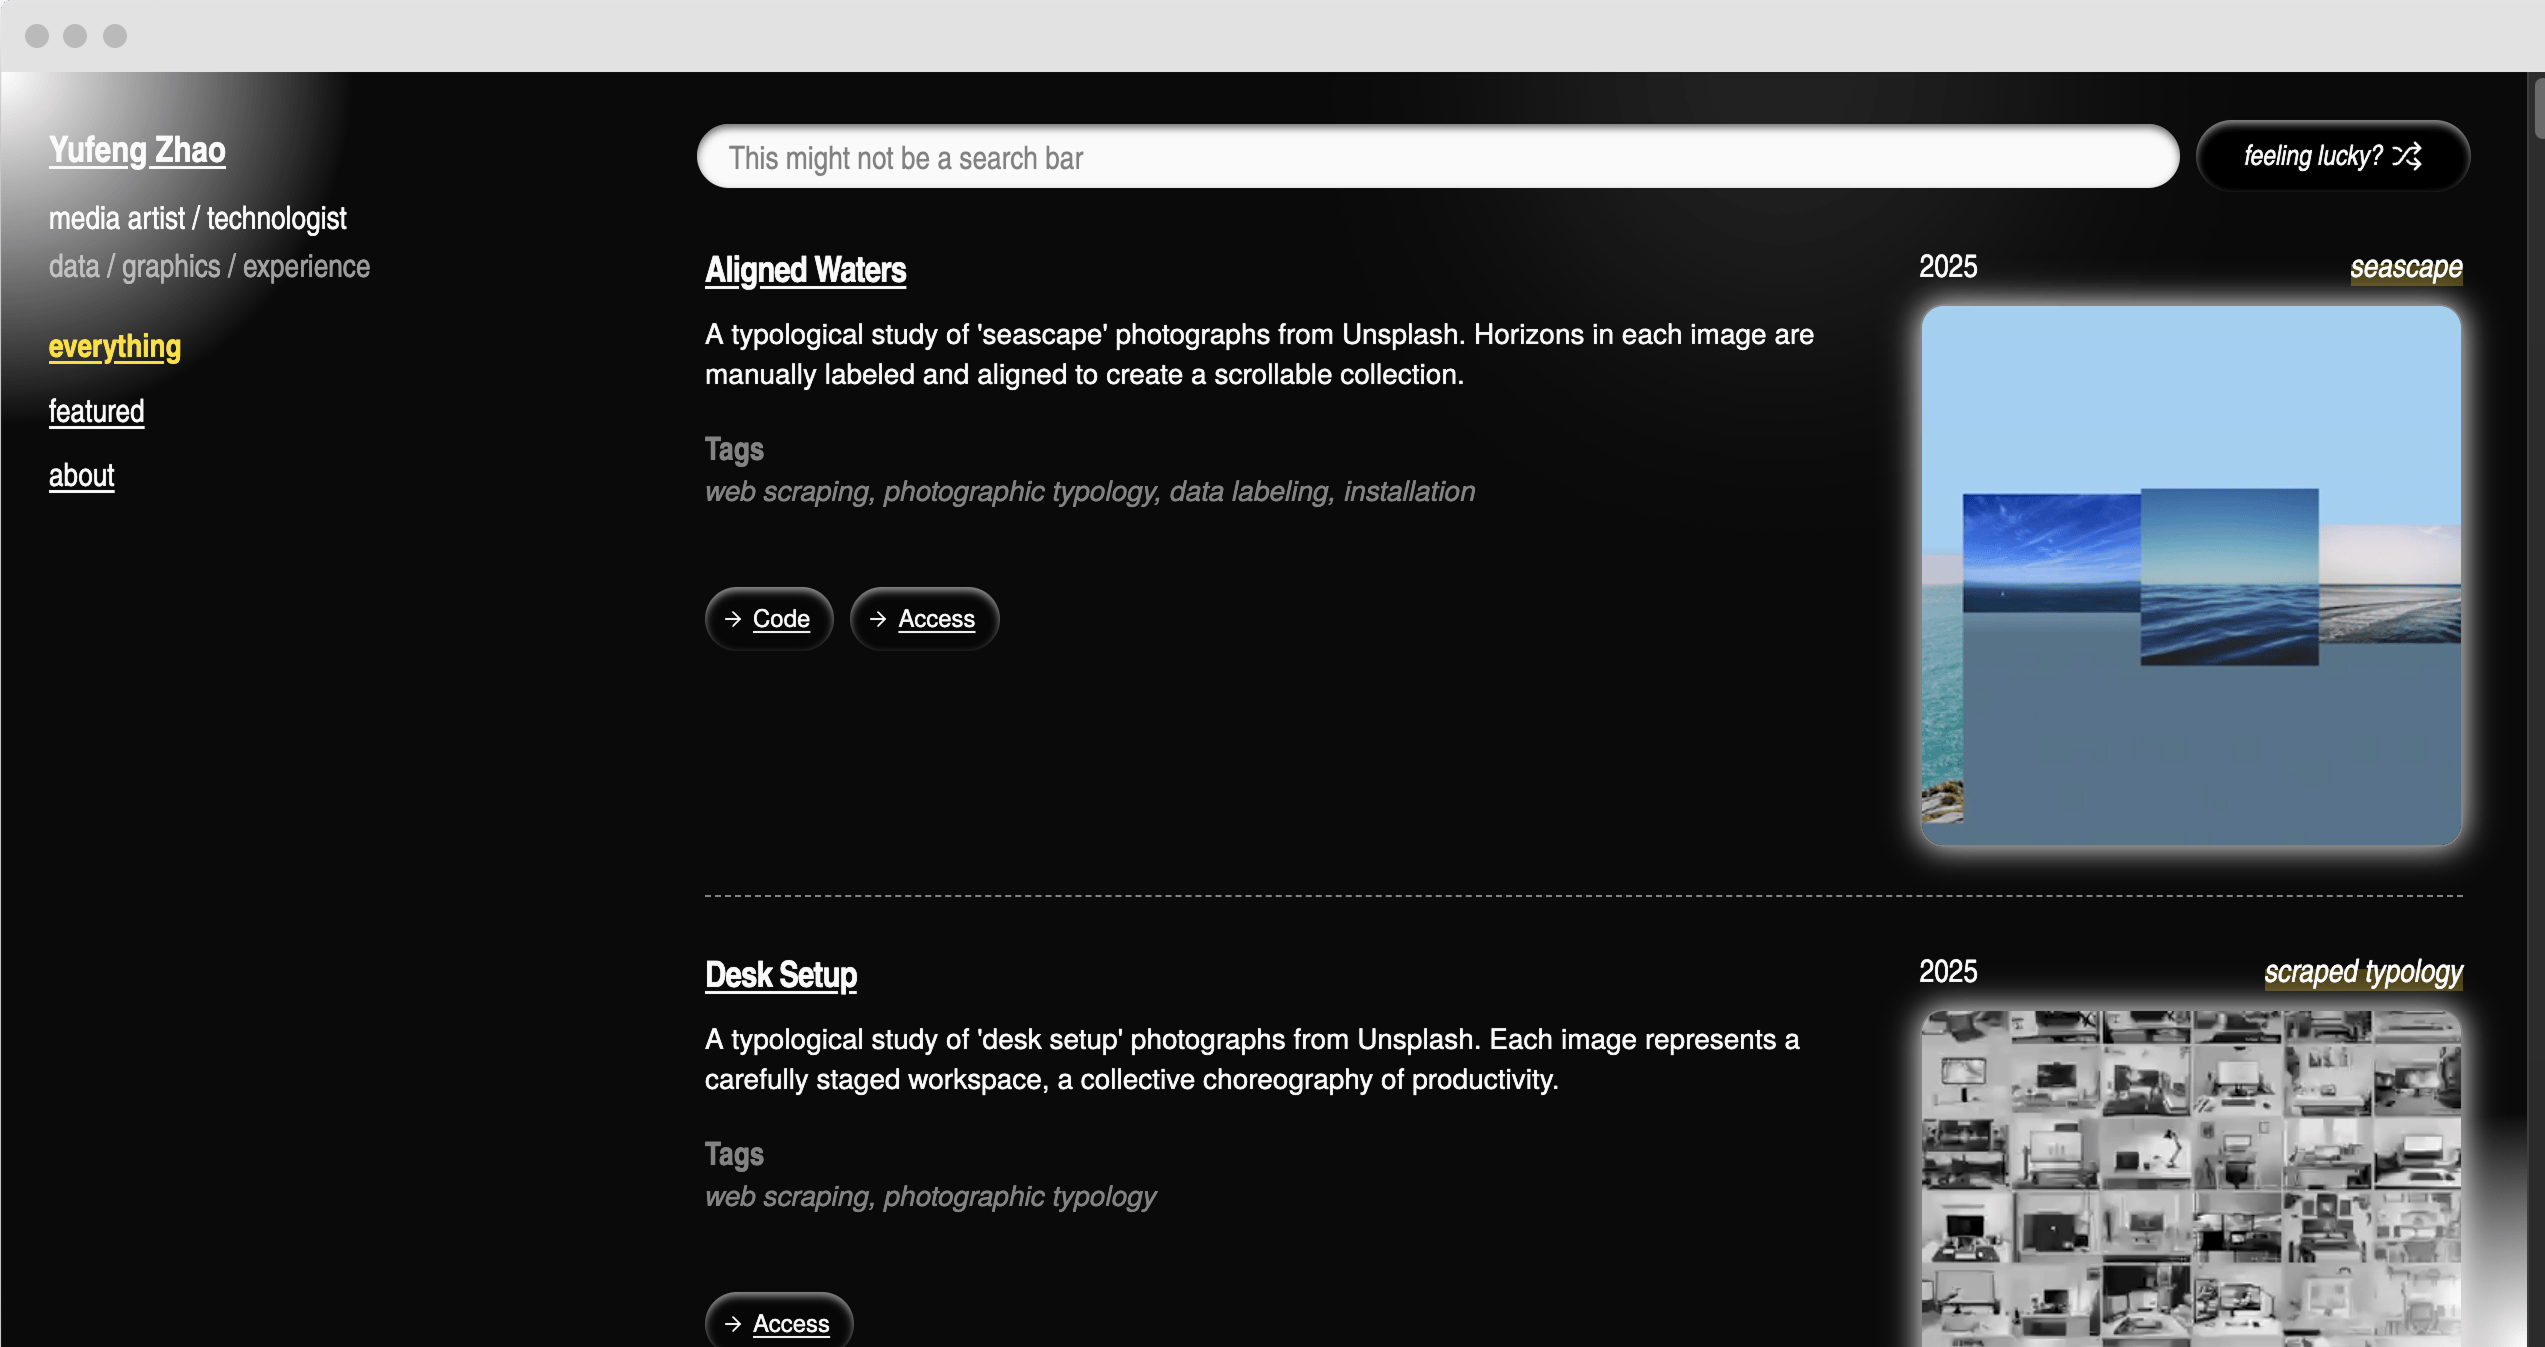 Yufeng Zhao
media artist / technologist
data / graphics / experience
everything
featured
about
This might not be a search bar
feeling lucky?
Aligned Waters
A typological study of 'seascape' photographs from Unsplash. Horizons in each image are
manually labeled and aligned to create a scrollable collection.
Tags
web scraping, photographic typology, data labeling, installation
→ Code
→ Access
2025
seascape
Desk Setup
A typological study of 'desk setup' photographs from Unsplash. Each image represents a
carefully staged workspace, a collective choreography of productivity.
Tags
web scraping, photographic typology
→ Access
2025
scraped typology